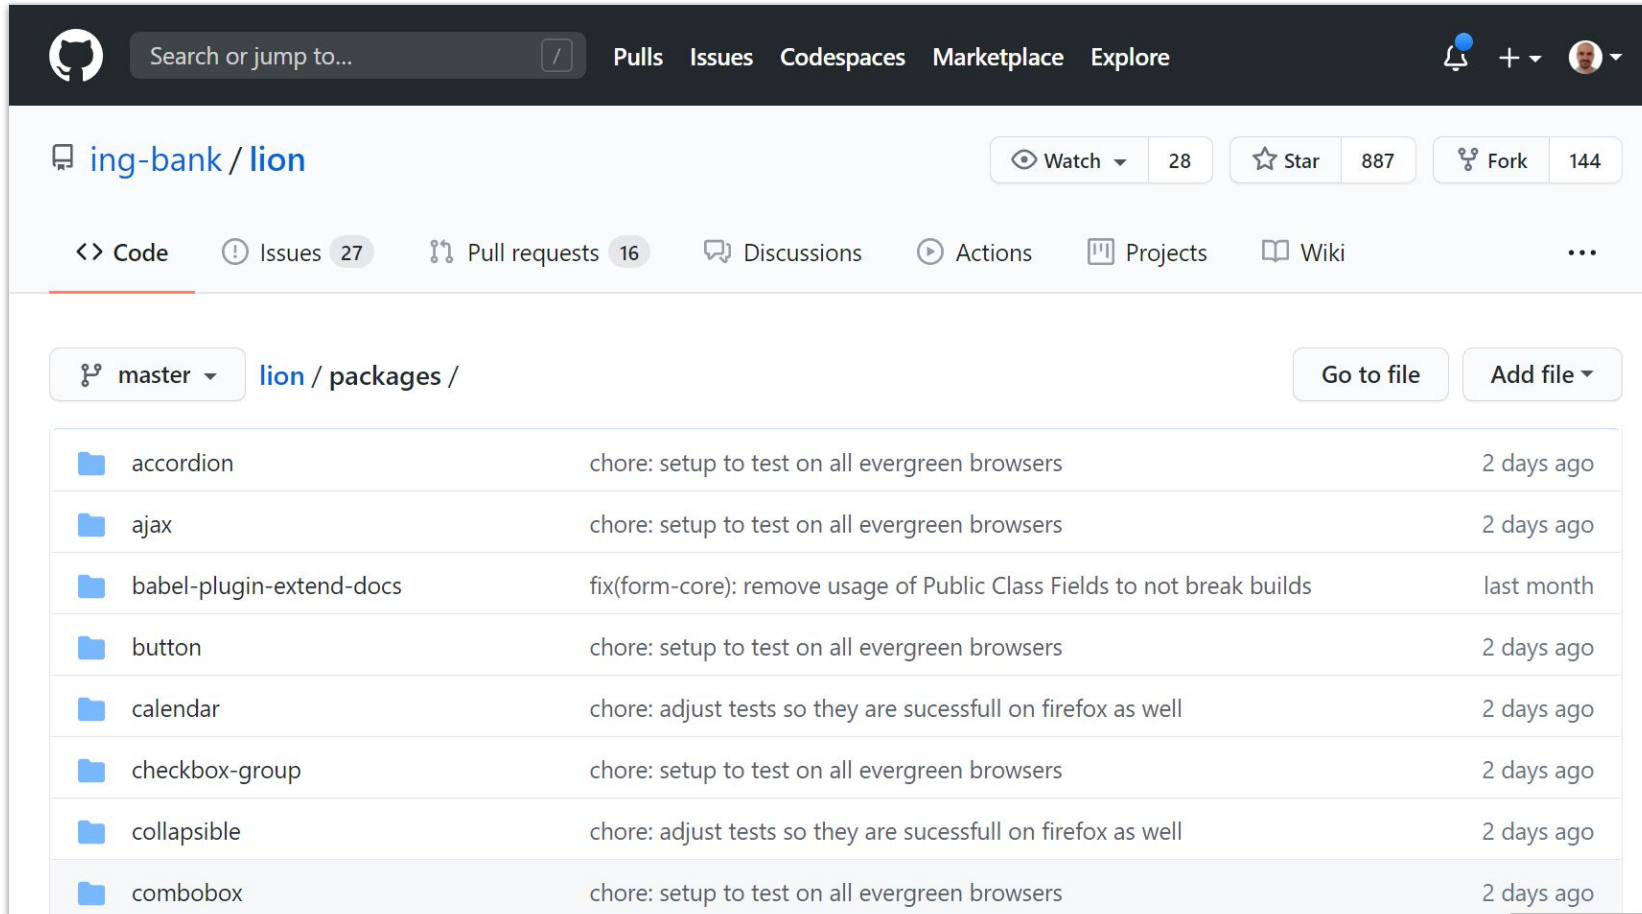 Search or jump to... / Pulls Issues Codespaces Marketplace Explore
ing-bank / lion Watch 28 Star 887 Fork 144
<> Code Issues 27 Pull requests 16 Discussions Actions Projects Wiki ...
master lion / packages / Go to file Add file
accordion chore: setup to test on all evergreen browsers 2 days ago
ajax chore: setup to test on all evergreen browsers 2 days ago
babel-plugin-extend-docs fix(form-core): remove usage of Public Class Fields to not break builds last month
button chore: setup to test on all evergreen browsers 2 days ago
calendar chore: adjust tests so they are sucessfull on firefox as well 2 days ago
checkbox-group chore: setup to test on all evergreen browsers 2 days ago
collapsible chore: adjust tests so they are sucessfull on firefox as well 2 days ago
combobox chore: setup to test on all evergreen browsers 2 days ago